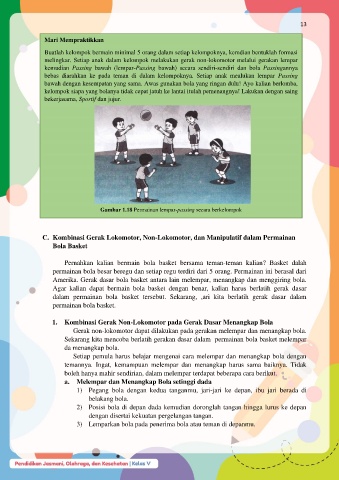 13
Mari Mempraktikkan
Buatlah kelompok bermain minimal 5 orang dalam setiap kelompoknya, kemdian bentuklah formasi
melingkar. Setiap anak dalam kelompok melakukan gerak non-lokomotor melalui gerakan lempar
kemudian Passing bawah (lempar-Passing bawah) secara sendiri-sendiri dan bola Passingannya
bebas diarahkan ke pada teman di dalam kelompoknya. Setiap anak melakukan lempar Passing
bawah dengan kesempatan yang sama. Awas gunakan bola yang ringan dulu! Ayo kalian berlomba,
kelompok siapa yang bolanya tidak cepat jatuh ke lantai itulah pemenangnya! Lakukan dengan saling
bekerjasama, Sportif dan jujur.
Gambar 1.18 Permainan lempar-passing secara berkelompok
C. Kombinasi Gerak Lokomotor, Non-Lokomotor, dan Manipulatif dalam Permainan
Bola Basket
Pernahkan kalian bermain bola basket bersama teman-teman kalian? Basket dalah
permainan bola besar beregu dan setiap regu terdiri dari 5 orang. Permainan ini berasal dari
Amerika. Gerak dasar bola basket antara lain melempar, menangkap dan menggiring bola.
Agar kalian dapat bermain bola basket dengan benar, kalian harus berlatih gerak dasar
dalam permainan bola basket tersebut. Sekarang, ,ari kita berlatih gerak dasar dalam
permainan bola basket.
1. Kombinasi Gerak Non-Lokomotor pada Gerak Dasar Menangkap Bola
Gerak non-lokomotor dapat dilakukan pada gerakan melempar dan menangkap bola.
Sekarang kita mencoba berlatih gerakan dasar dalam permainan bola basket melempar
da menangkap bola.
Setiap pemula harus belajar mengenai cara melempar dan menangkap bola dengan
temannya. Ingat, kemampuan melempar dan menangkap harus sama baiknya. Tidak
boleh hanya mahir sendirian, dalam melempar terdapat beberapa cara berikut.
a. Melempar dan Menangkap Bola setinggi dada
1) Pegang bola dengan kedua tanganmu, jari-jari ke depan, ibu jari berada di
belakang bola.
2) Posisi bola di depan dada kemudian doronglah tangan hingga lurus ke depan
dengan disertai kekuatan pergelangan tangan.
3) Lemparkan bola pada penerima bola atau teman di depanmu.
Pendidikan Jasmani, Olahraga, dan Kesehatan | Kelas V